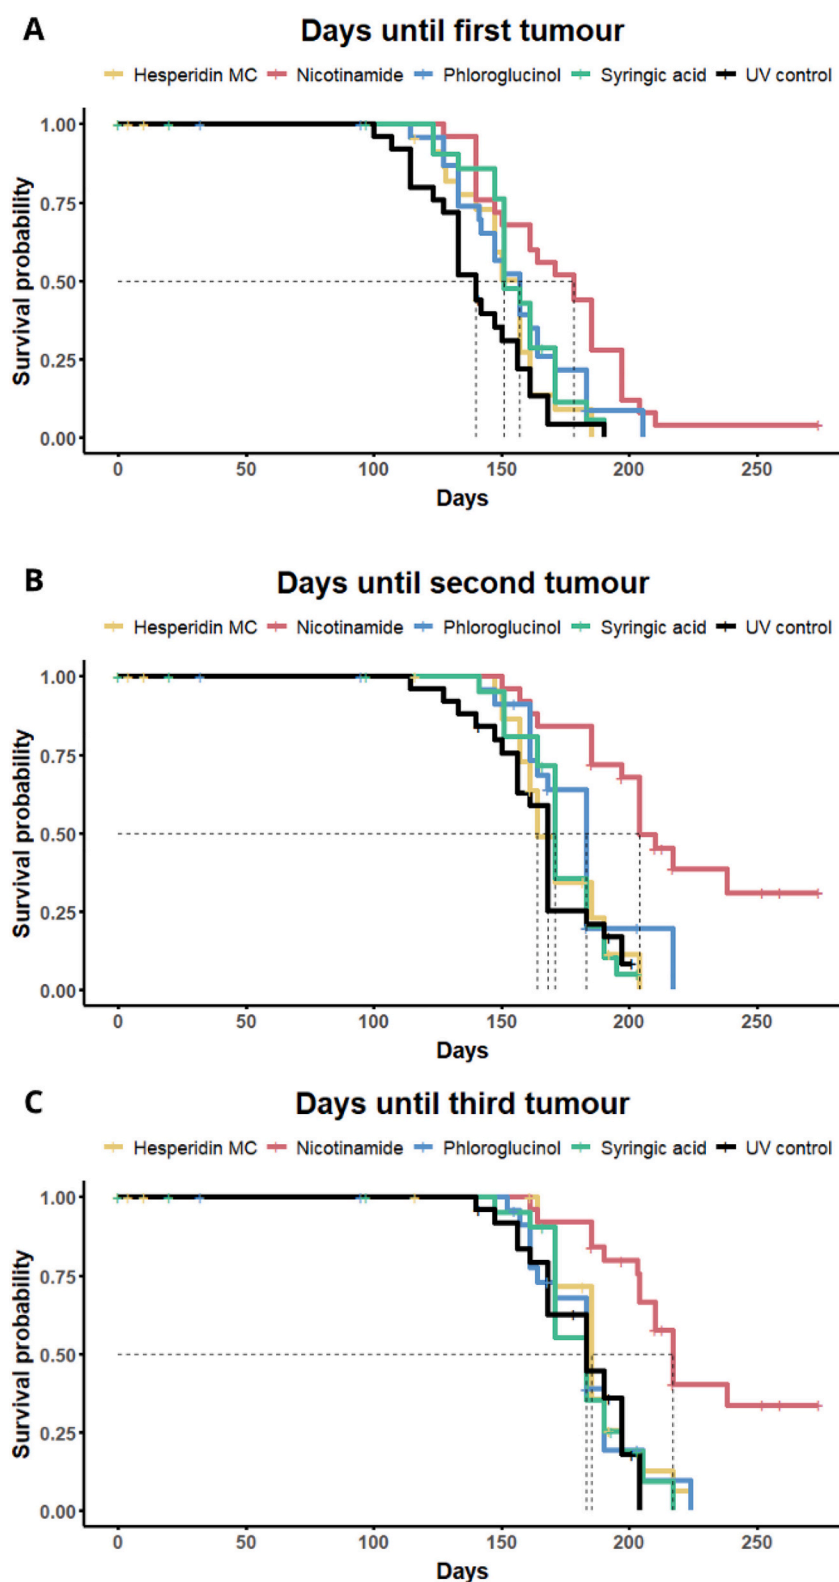 A
Days until first tumour
Hesperidin MC Nicotinamide Phloroglucinol Syringic acid UV control
Survival probability
1.00
0.75
0.50
0.25
0.00
0 50 100 150 200 250
Days
B
Days until second tumour
Hesperidin MC Nicotinamide Phloroglucinol Syringic acid UV control
Survival probability
1.00
0.75
0.50
0.25
0.00
0 50 100 150 200 250
Days
C
Days until third tumour
Hesperidin MC Nicotinamide Phloroglucinol Syringic acid UV control
Survival probability
1.00
0.75
0.50
0.25
0.00
0 50 100 150 200 250
Days